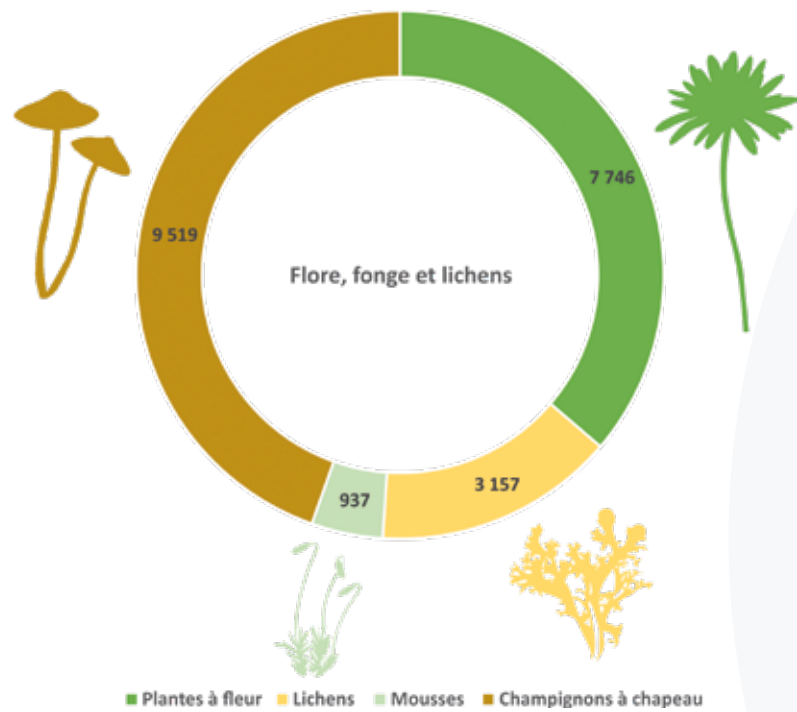 7 746
9 519
Flore, fonge et lichens
3 157
937
Plantes à fleur Lichens Mousses Champignons à chapeau